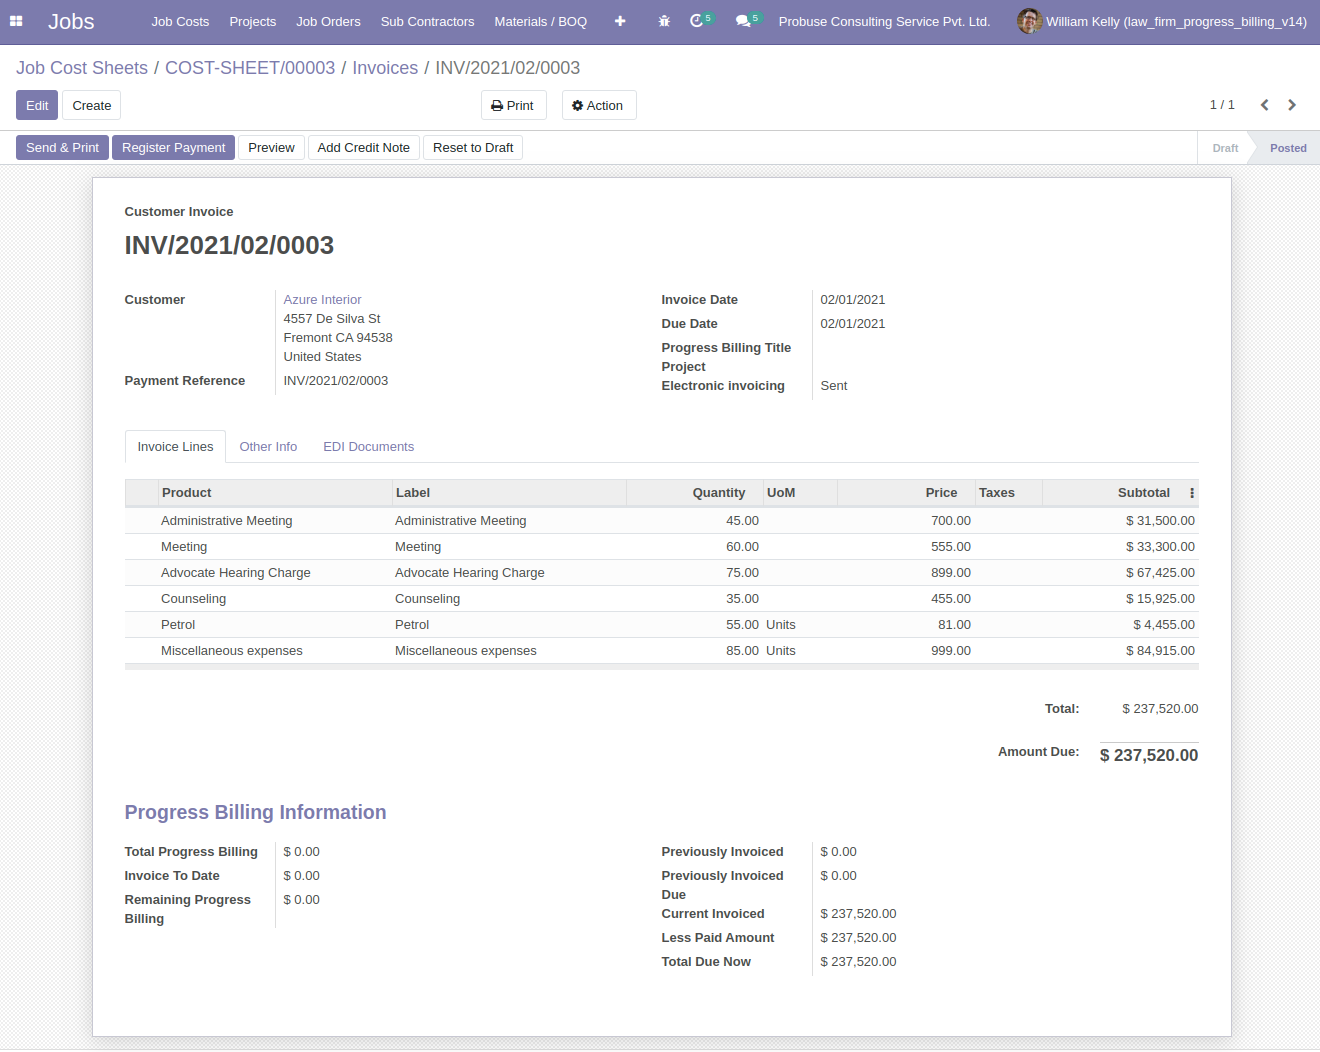 Jobs Job Costs Projects Job Orders Sub Contractors Materials / BOQ 5 5 Probuse Consulting Service Pvt. Ltd. William Kelly (law_firm_progress_billing_v14)
Job Cost Sheets / COST-SHEET/00003 / Invoices / INV/2021/02/0003
Edit Create Print Action 1 / 1
Send & Print Register Payment Preview Add Credit Note Reset to Draft Draft Posted
Customer Invoice
INV/2021/02/0003
Customer Azure Interior Invoice Date 02/01/2021
4557 De Silva St
Due Date 02/01/2021
Fremont CA 94538
Progress Billing Title
United States
Project
Payment Reference INV/2021/02/0003 Electronic invoicing Sent
Invoice Lines Other Info EDI Documents
Product Label Quantity UoM Price Taxes Subtotal
Administrative Meeting Administrative Meeting 45.00 700.00 $ 31,500.00
Meeting Meeting 60.00 555.00 $ 33,300.00
Advocate Hearing Charge Advocate Hearing Charge 75.00 899.00 $ 67,425.00
Counseling Counseling 35.00 455.00 $ 15,925.00
Petrol Petrol 55.00 Units 81.00 $ 4,455.00
Miscellaneous expenses Miscellaneous expenses 85.00 Units 999.00 $ 84,915.00
Total: $ 237,520.00
Amount Due: $ 237,520.00
Progress Billing Information
Total Progress Billing $ 0.00 Previously Invoiced $ 0.00
Invoice To Date $ 0.00 Previously Invoiced $ 0.00
Remaining Progress $ 0.00 Due
Billing Current Invoiced $ 237,520.00
Less Paid Amount $ 237,520.00
Total Due Now $ 237,520.00